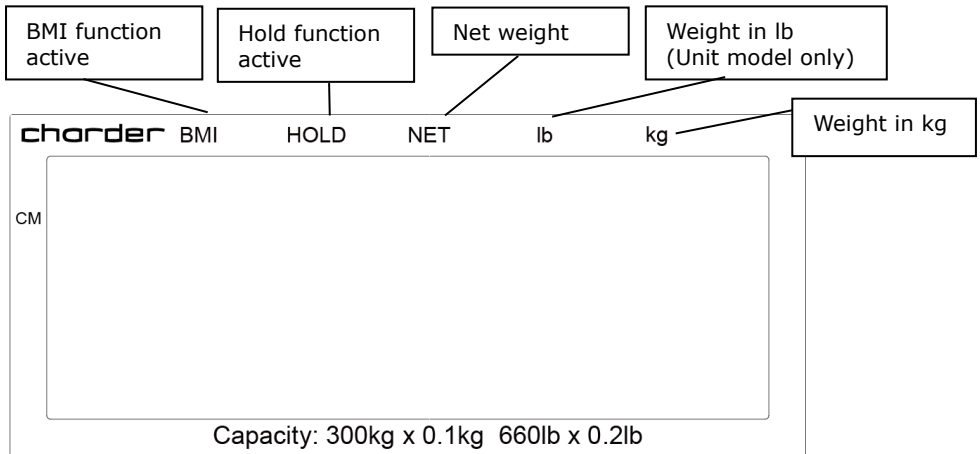 BMI function
active
Hold function
active
Net weight
Weight in lb
(Unit model only)
Weight in kg
charder BMI HOLD NET lb kg
CM
Capacity: 300kg x 0.1kg 660lb x 0.2lb